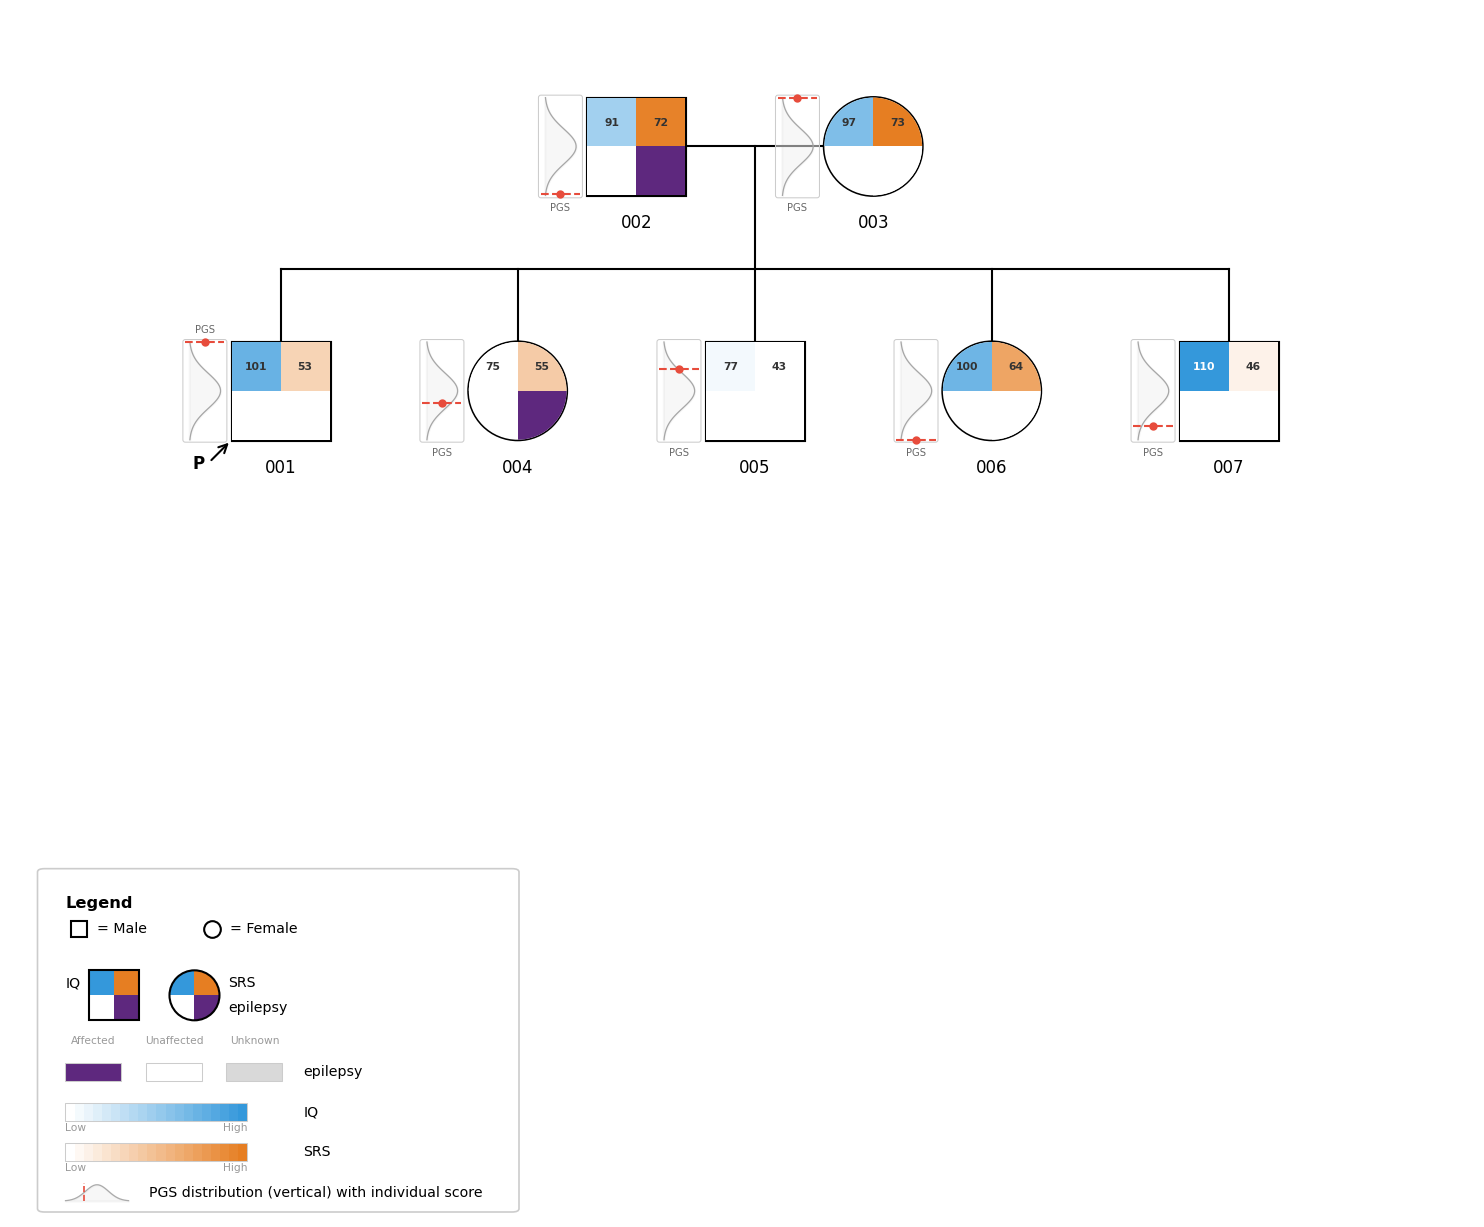 91 72
97 73
PGS
PGS
002
003
PGS
101 53
75 55
77 43
100 64
110 46
PGS
PGS
PGS
PGS
P
001
004
005
006
007
Legend
= Male
= Female
IQ
SRS
epilepsy
Affected Unaffected Unknown
epilepsy
IQ
Low High
SRS
Low High
PGS distribution (vertical) with individual score